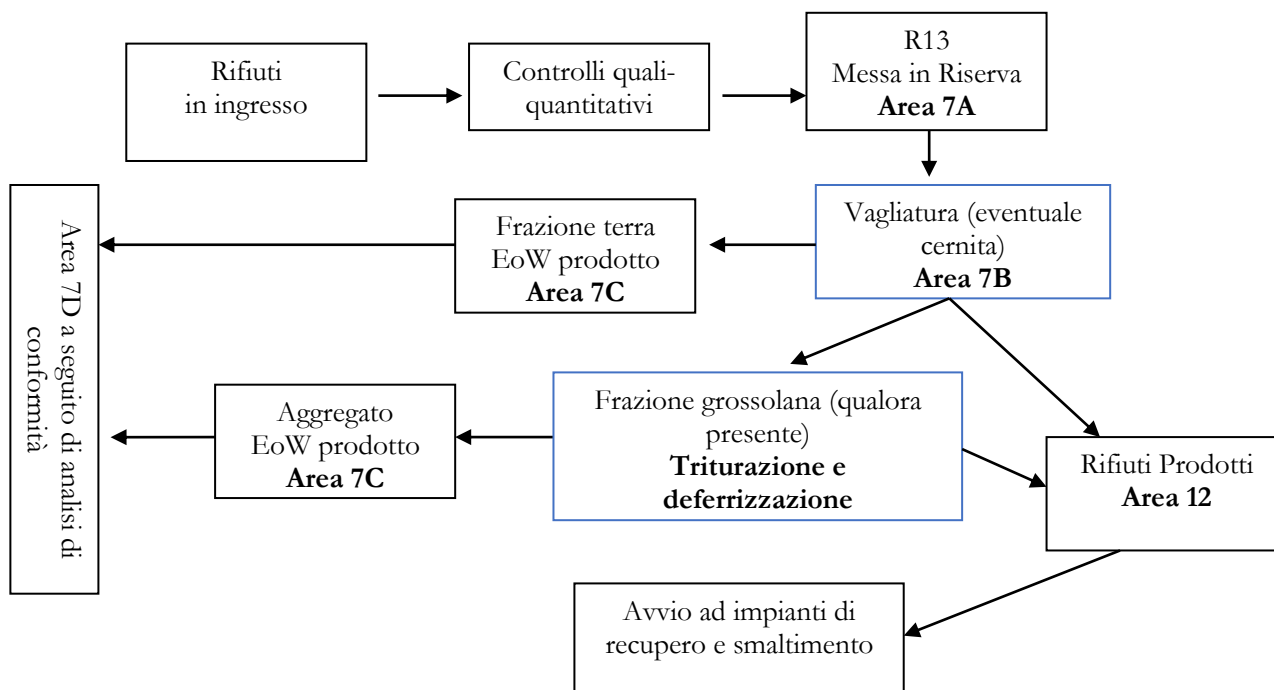 Rifiuti
in ingresso
Controlli quali-
quantitativi
R13
Messa in Riserva
Area 7A
Vagliatura (eventuale
cernita)
Area 7B
Frazione terra
EoW prodotto
Area 7C
Area 7D a seguito di analisi di
conformità
Frazione grossolana (qualora
presente)
Triturazione e
deferrizzazione
Aggregato
EoW prodotto
Area 7C
Rifiuti Prodotti
Area 12
Avvio ad impianti di
recupero e smaltimento